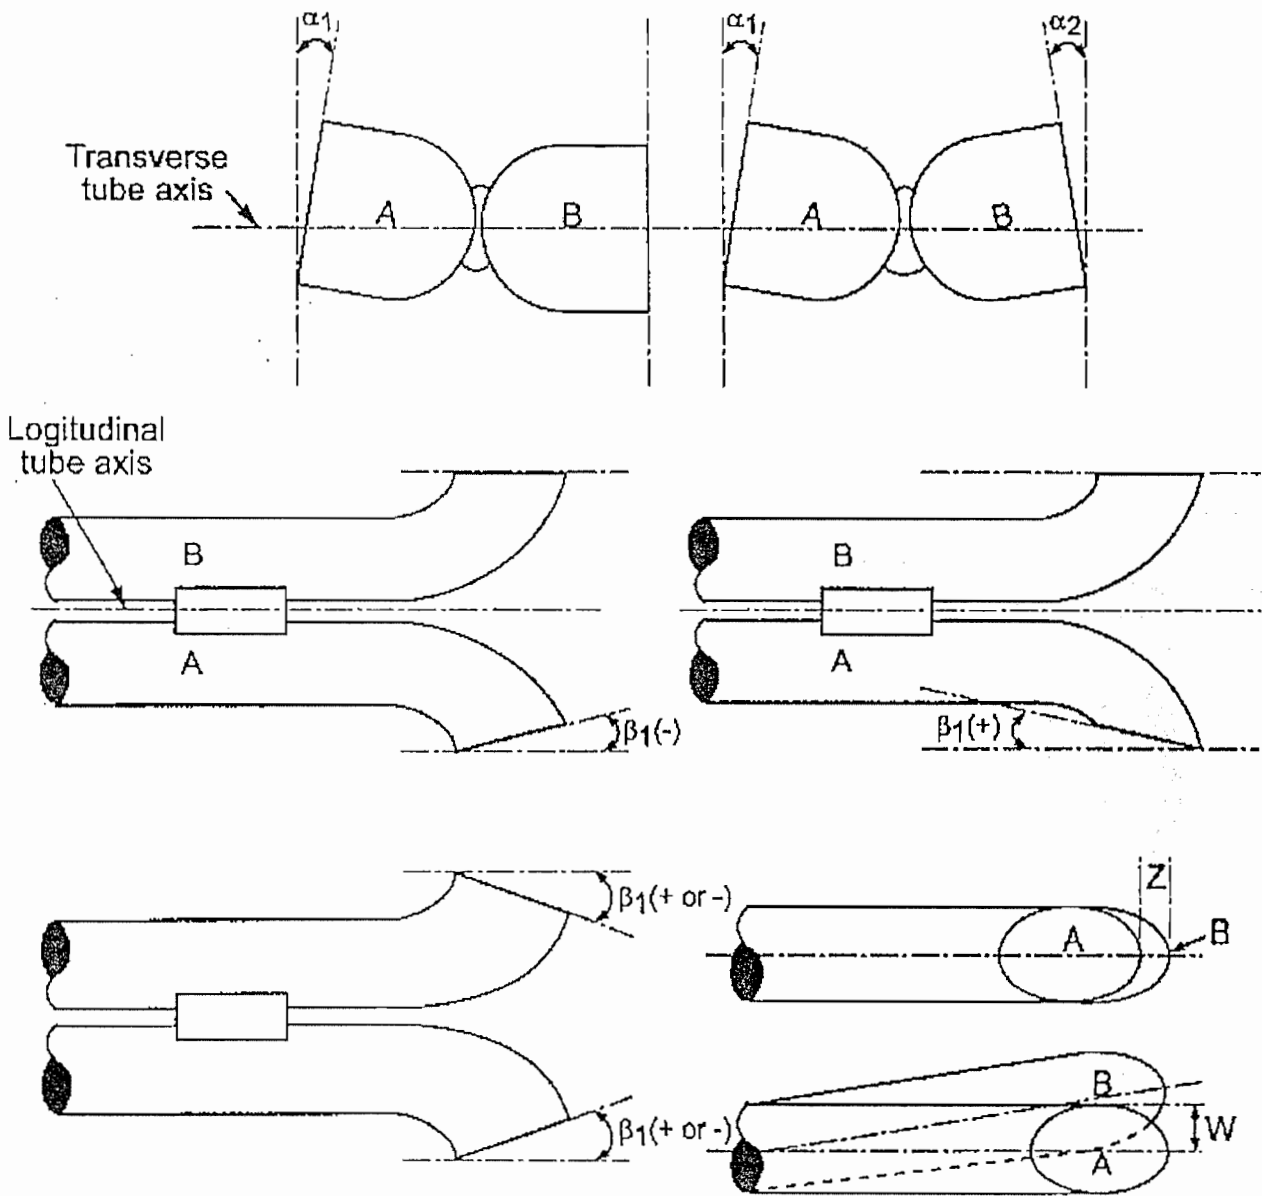 α1
α1
α2
Transverse
tube axis
A
B
A
B
Logitudinal
tube axis
B
A
β1(-)
B
A
β1(+)
β1(+ or -)
β1(+ or -)
Z
A
B
B
W
A